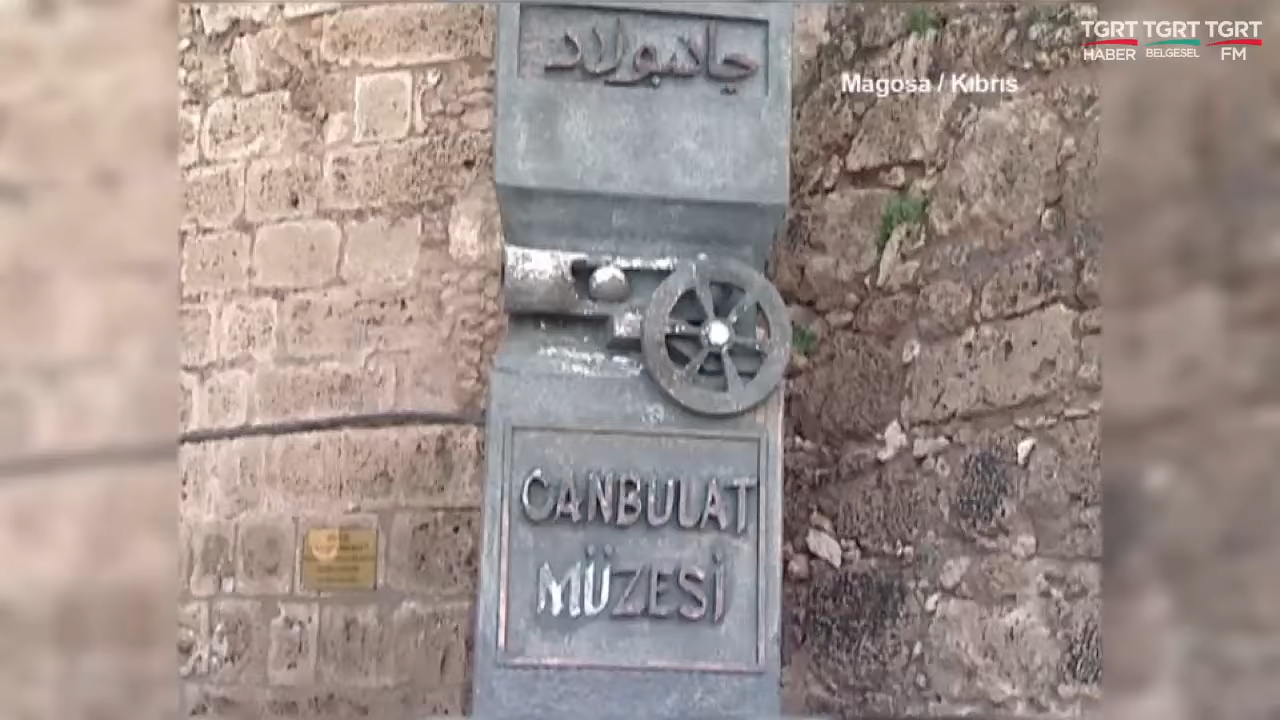 TGRT TGRT TGRT
HABER BELGESEL FM
Magosa / Kıbrıs
جانبولاد
CANBULAT
MÜZESİ